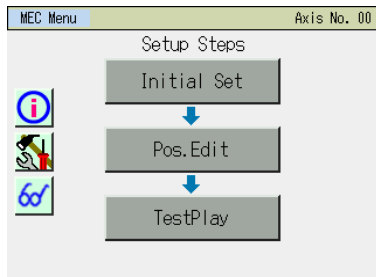 MEC Menu Axis No. 00
Setup Steps
Initial Set
Pos.Edit
TestPlay